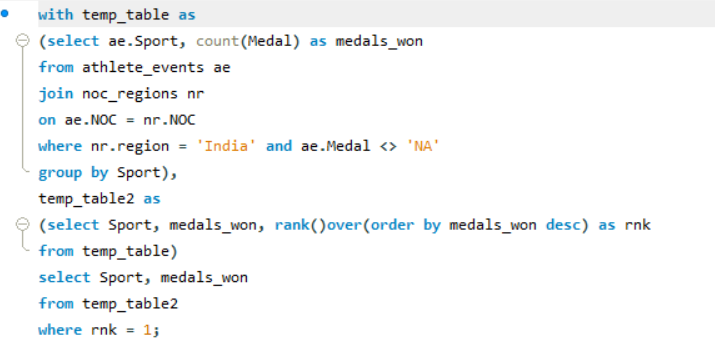 with temp_table as
(select ae.Sport, count(Medal) as medals_won
from athlete_events ae
join noc_regions nr
on ae.NOC = nr.NOC
where nr.region = 'India' and ae.Medal <> 'NA'
group by Sport),
temp_table2 as
(select Sport, medals_won, rank()over(order by medals_won desc) as rnk
from temp_table)
select Sport, medals_won
from temp_table2
where rnk = 1;